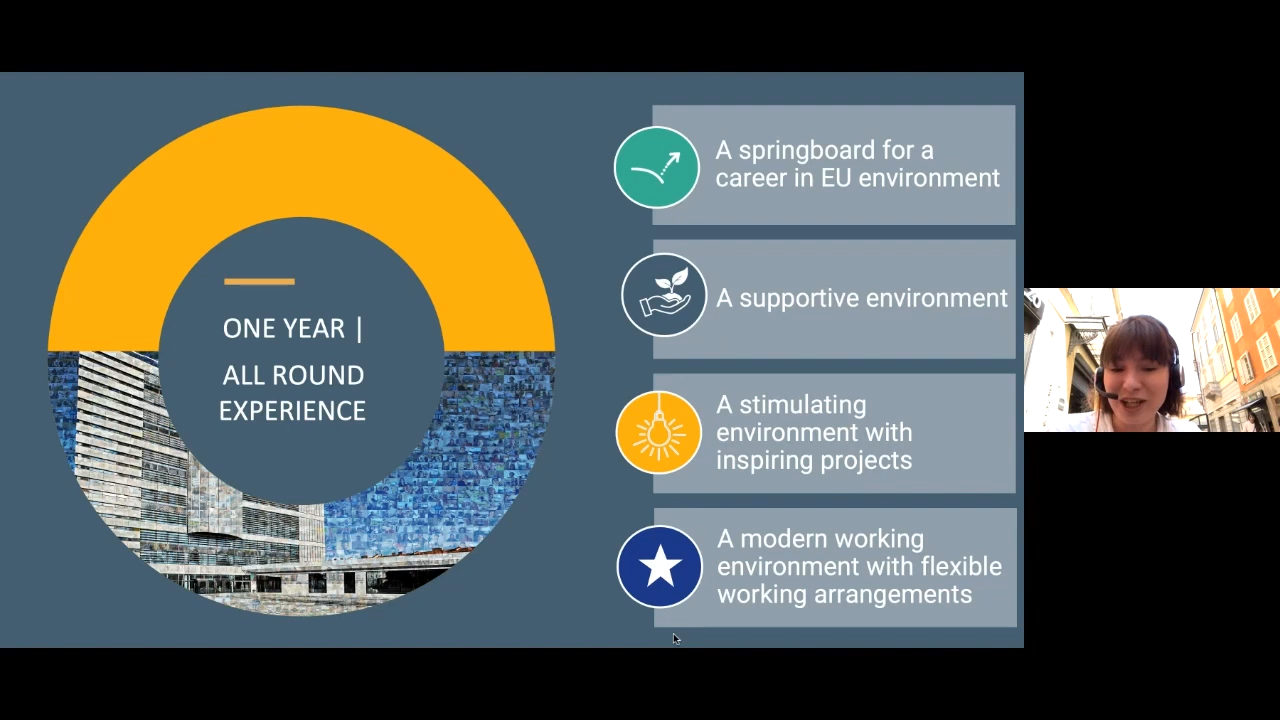 ONE YEAR |
ALL ROUND
EXPERIENCE
A springboard for a
career in EU environment
A supportive environment
A stimulating
environment with
inspiring projects
A modern working
environment with flexible
working arrangements